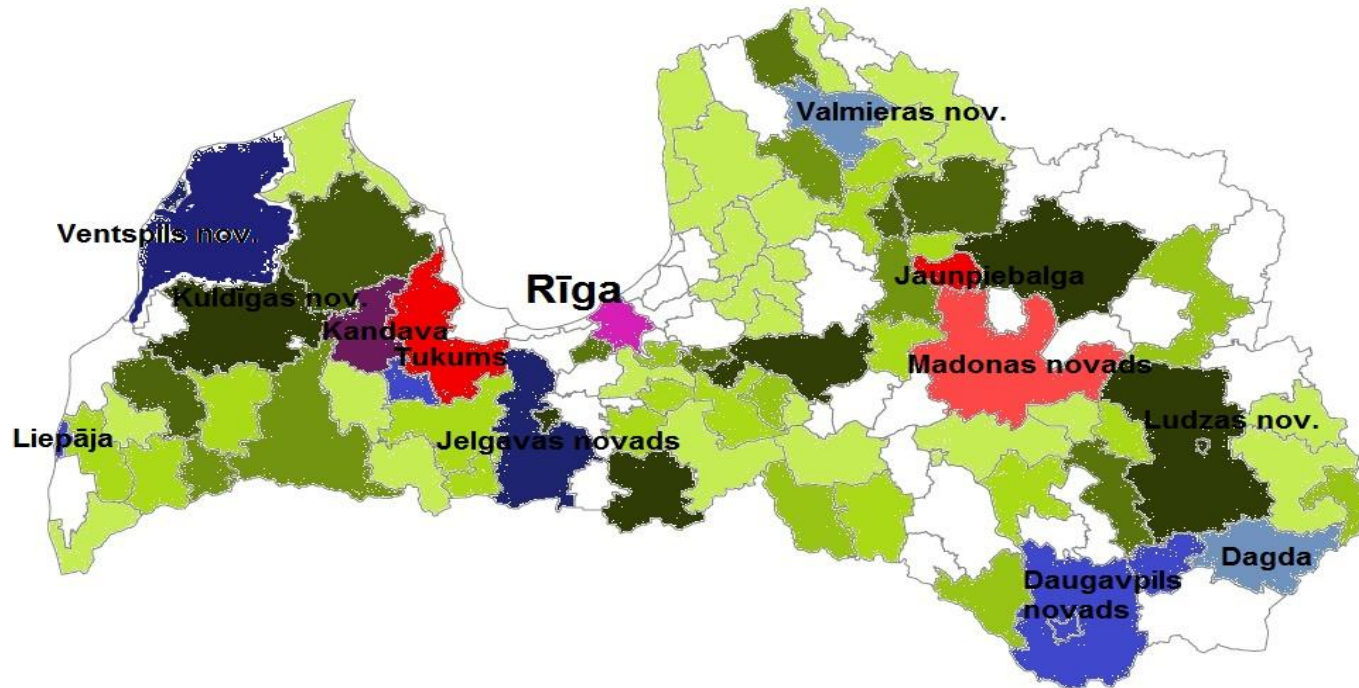 Valmieras nov.
Ventspils nov.
Rīga
Jaunpiebalga
Kuldīgas nov.
Kandava
Tukums
Madonas novads
Liepāja
Jelgavas novads
Ludzas nov.
Dagda
Daugavpils
novads